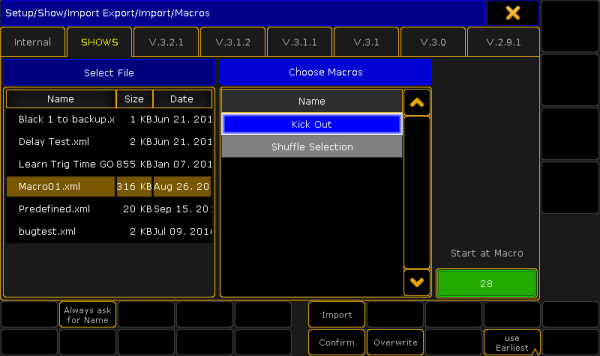 Setup/Show/Import Export/Import/Macros
Internal SHOWS V.3.2.1 V.3.1.2 V.3.1.1 V.3.1 V.3.0 V.2.9.1
Select File Choose Macros
Name Size Date Name
Black 1 to backup.x 1 KB Jun 21. 201
Kick Out
Delay Test.xml 2 KB Jun 21. 201
Shuffle Selection
Learn Trig Time GO 855 KB Jan 07. 201
Macro01.xml 316 KB Aug 26. 20
Predefined.xml 20 KB Sep 15. 20
bugtest.xml 2 KB Jul 09. 201
Start at Macro
28
Always ask
for Name
Import
Confirm Overwrite
use
Earliest